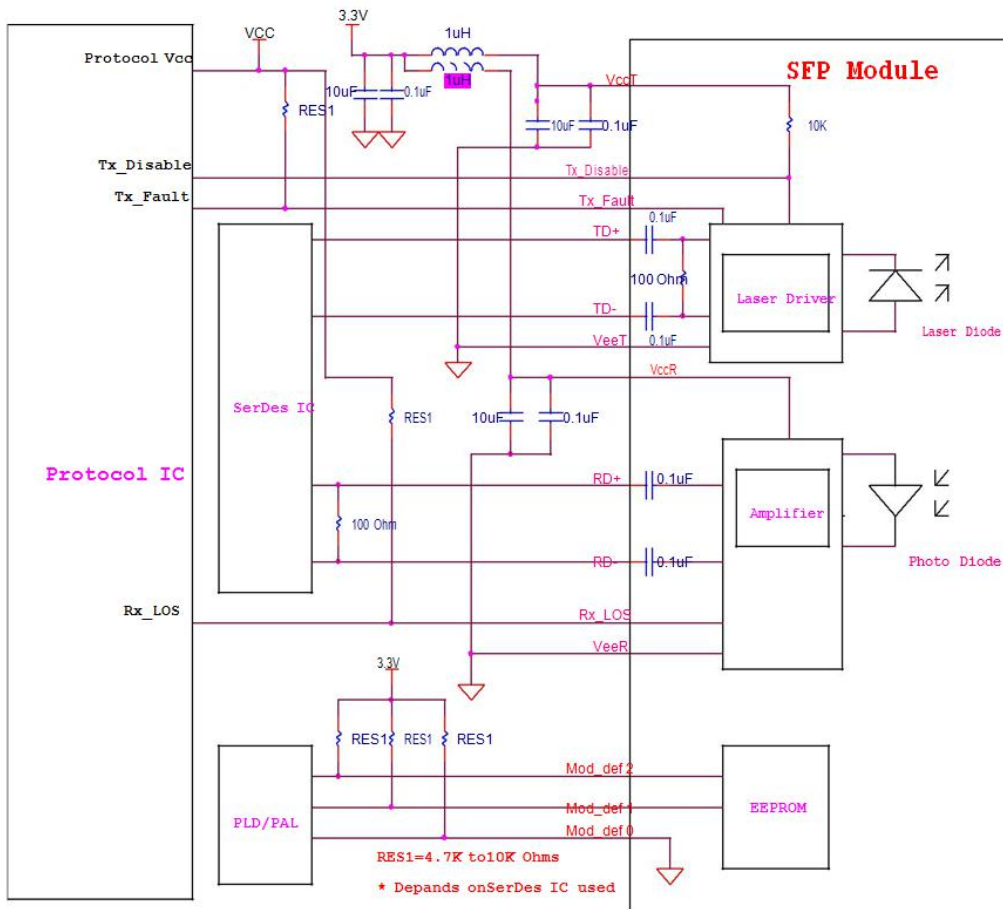 3.3V
VCC
1uH
Protocol Vcc
SFP Module
1uH
VccT
10uF
0.1uF
RES1
10uF
0.1uF
10K
Tx_Disable
Tx_Disable
Tx_Fault
Tx_Fault
0.1uF
TD+
100 Ohm
Laser Driver
TD-
Laser Diode
VeeT
0.1uF
VccR
SerDes IC
RES1
10uF
0.1uF
Protocol IC
RD+
0.1uF
Amplifier
100 Ohm
RD-
0.1uF
Photo Diode
Rx_LOS
Rx_LOS
VeeR
3.3V
RES1
RES1
RES1
Mod_def 2
Mod_def 1
EEPROM
PLD/PAL
Mod_def 0
RES1=4.7K to10K Ohms
* Depands onSerDes IC used